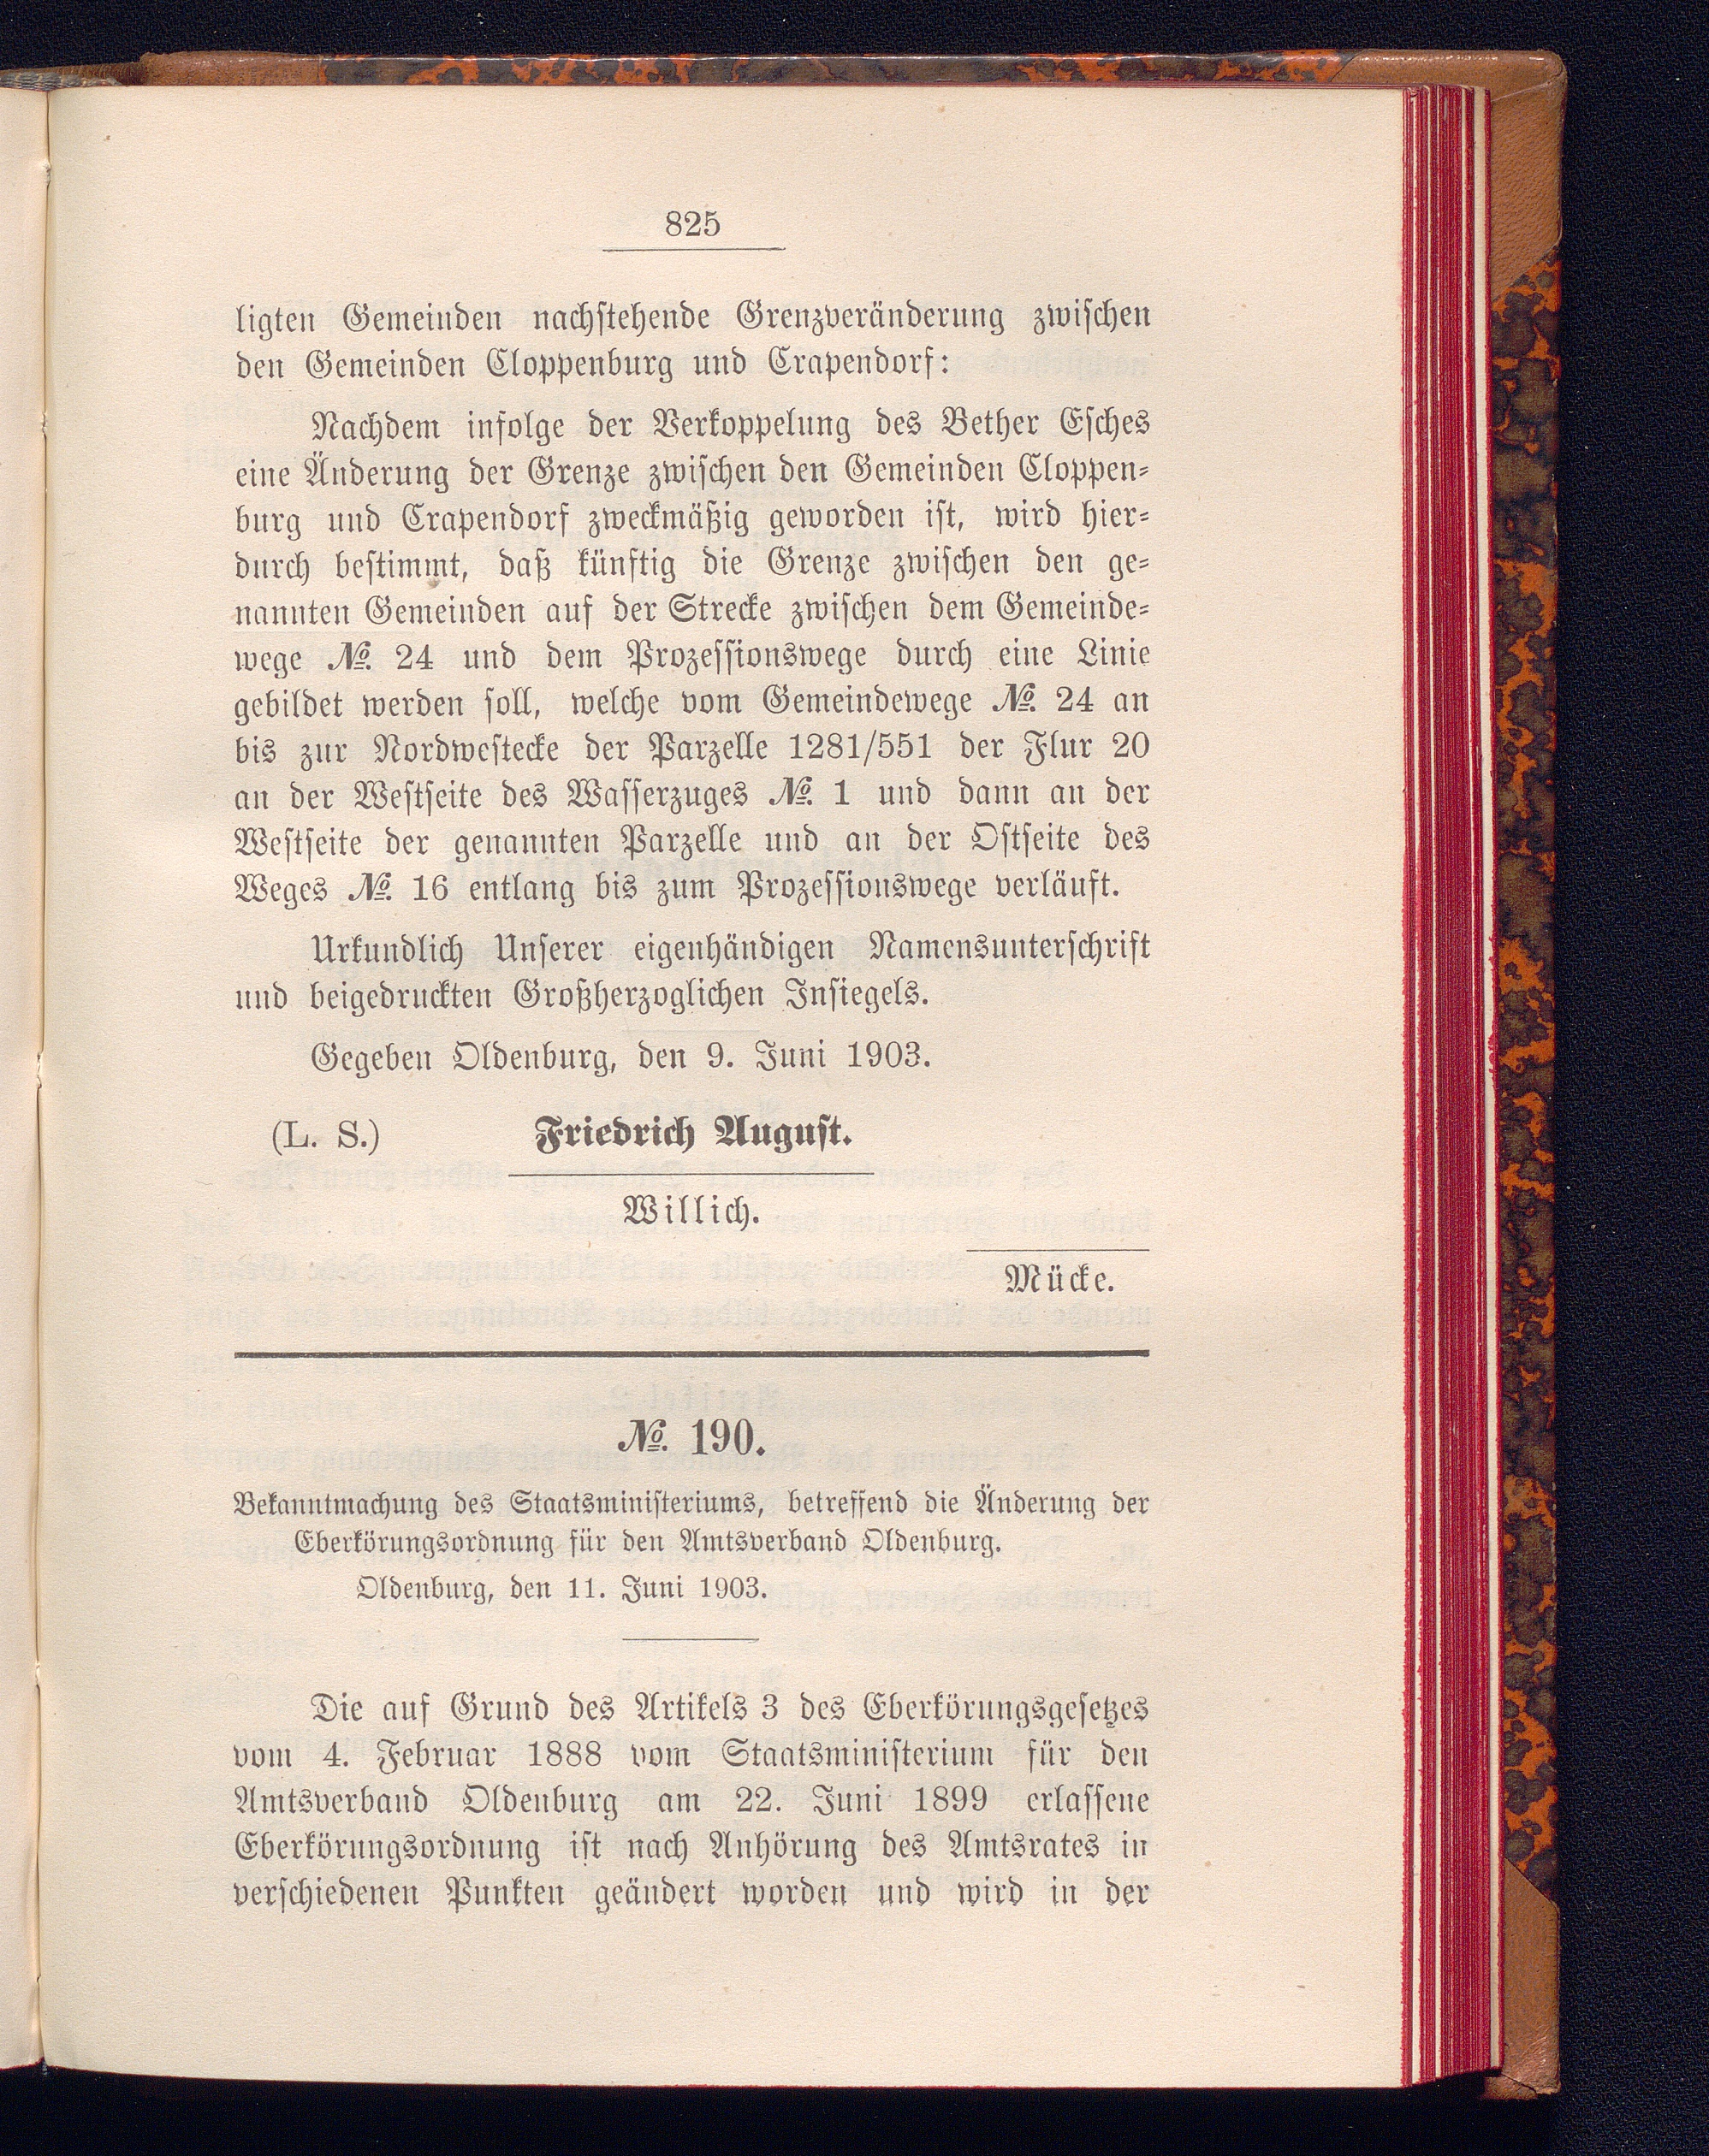 825
ligten Gemeinden nachstehende Grenzveränderung zwischen
den Gemeinden Cloppenburg und Crapendorf:
Nachdem infolge der Verkoppelung des Bether Esches
eine Änderung der Grenze zwischen den Gemeinden Cloppen-
burg und Crapendorf zweckmäßig geworden ist, wird hier-
durch bestimmt, daß künftig die Grenze zwischen den ge-
nannten Gemeinden auf der Strecke zwischen dem Gemeinde-
wege № 24 und dem Prozessionswege durch eine Linie
gebildet werden soll, welche vom Gemeindewege № 24 an
bis zur Nordwestecke der Parzelle 1281/551 der Flur 20
an der Westseite des Wasserzuges № 1 und dann an der
Westseite der genannten Parzelle und an der Ostseite des
Weges № 16 entlang bis zum Prozessionswege verläuft.
Urkundlich Unserer eigenhändigen Namensunterschrift
und beigedruckten Großherzoglichen Insiegels.
Gegeben Oldenburg, den 9. Juni 1903.
(L. S.) Friedrich August.
Willich.
Mücke.
№ 190.
Bekanntmachung des Staatsministeriums, betreffend die Änderung der
Eberkörungsordnung für den Amtsverband Oldenburg.
Oldenburg, den 11. Juni 1903.
Die auf Grund des Artikels 3 des Eberkörungsgesetzes
vom 4. Februar 1888 vom Staatsministerium für den
Amtsverband Oldenburg am 22. Juni 1899 erlassene
Eberkörungsordnung ist nach Anhörung des Amtsrates in
verschiedenen Punkten geändert worden und wird in der